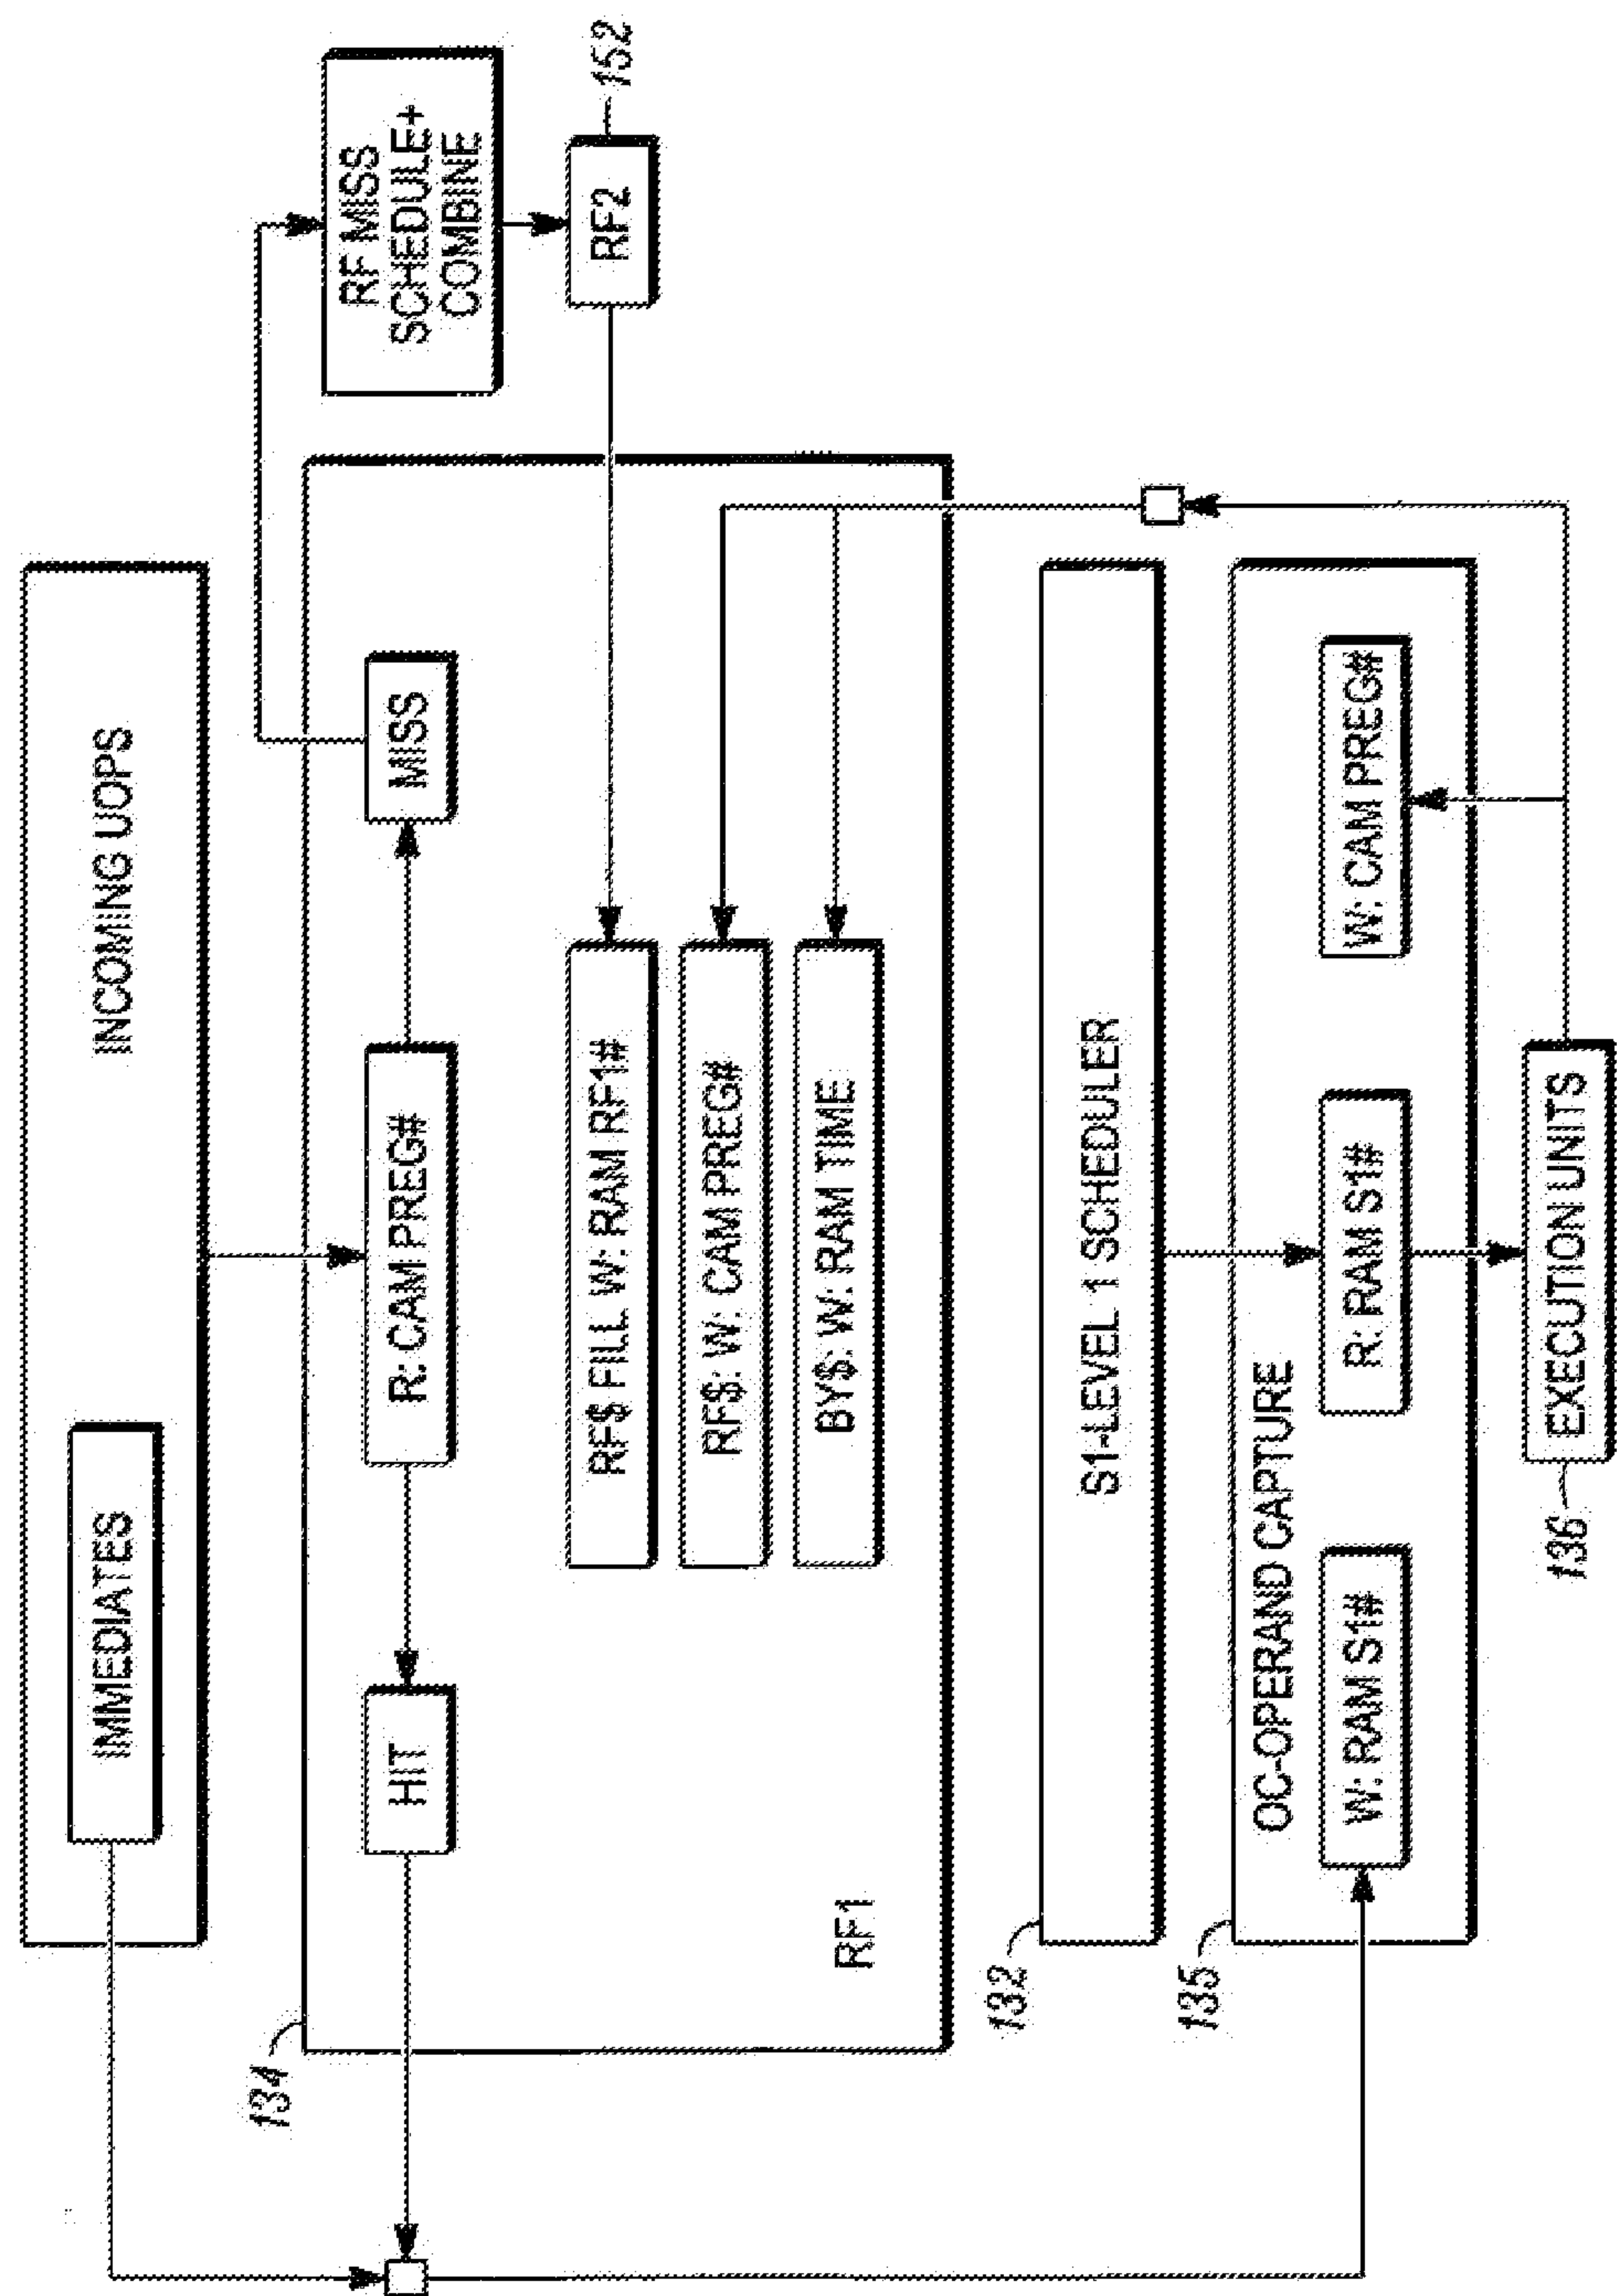 INCOMING UOPS
IMMEDIATES
134
HIT
R: CAM PREG#
MISS
RF MISS
SCHEDULE+
COMBINE
RF2
152
RF$ FILL W: RAM RF1#
RF$: W: CAM PREG#
BY$: W: RAM TIME
RF1
132
S1-LEVEL 1 SCHEDULER
135
OC-OPERAND CAPTURE
W: RAM S1#
R: RAM S1#
W: CAM PREG#
136
EXECUTION UNITS